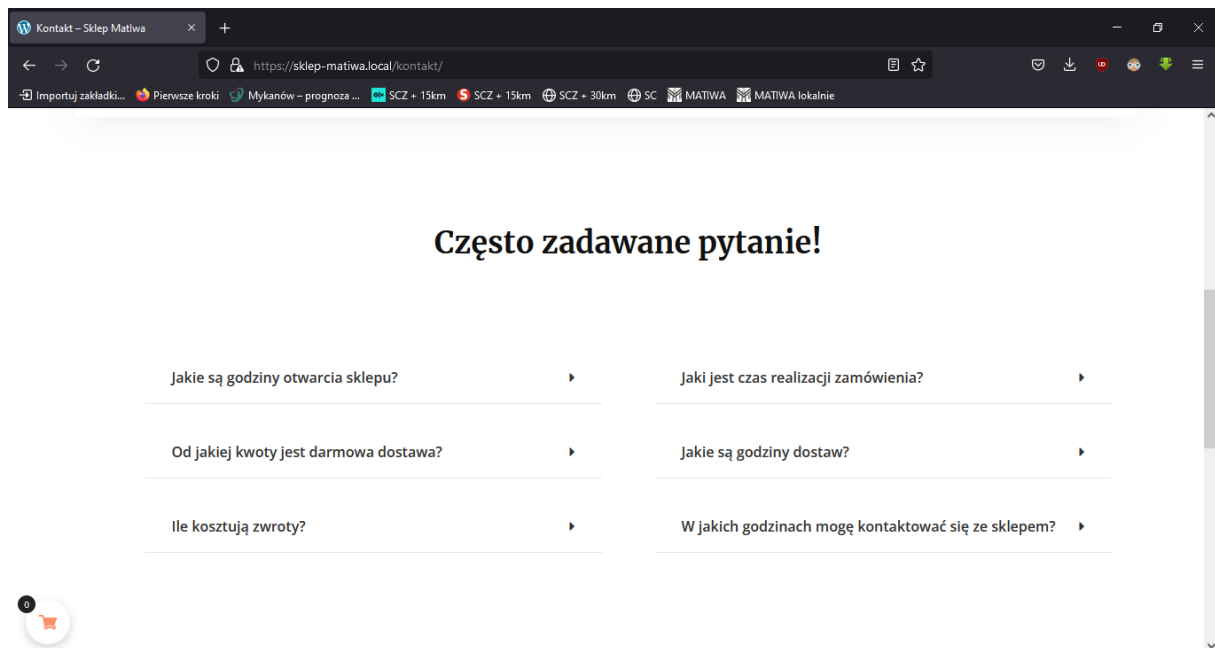 Kontakt – Sklep Matiwa
https://sklep-matiwa.local/kontakt/
Importuj zakładki... Pierwsze kroki Mykanów – prognoza ... SCZ + 15km SCZ + 15km SCZ + 30km SC MATIWA MATIWA lokalnie
Często zadawane pytanie!
Jakie są godziny otwarcia sklepu?
Jaki jest czas realizacji zamówienia?
Od jakiej kwoty jest darmowa dostawa?
Jakie są godziny dostaw?
Ile kosztują zwroty?
W jakich godzinach mogę kontaktować się ze sklepem?
0